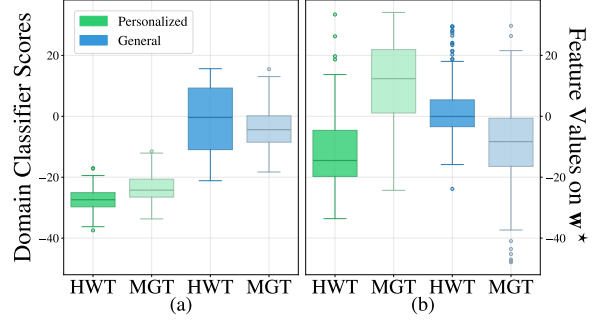 Personalized
General
Domain Classifier Scores
20
0
−20
−40
HWT
MGT
HWT
MGT
(a)
HWT
MGT
HWT
MGT
(b)
20
0
−20
−40
Feature Values on w⋆